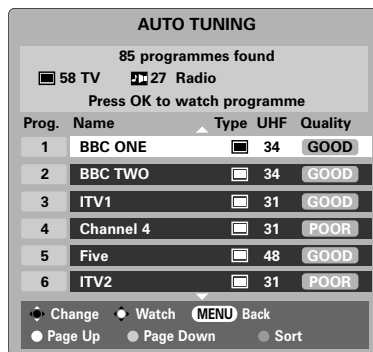 AUTO TUNING
85 programmes found
58 TV 27 Radio
Press OK to watch programme
Prog. Name Type UHF Quality
1 BBC ONE 34 GOOD
2 BBC TWO 34 GOOD
3 ITV1 31 GOOD
4 Channel 4 31 POOR
5 Five 48 GOOD
6 ITV2 31 POOR
Change Watch MENU Back
Page Up Page Down Sort